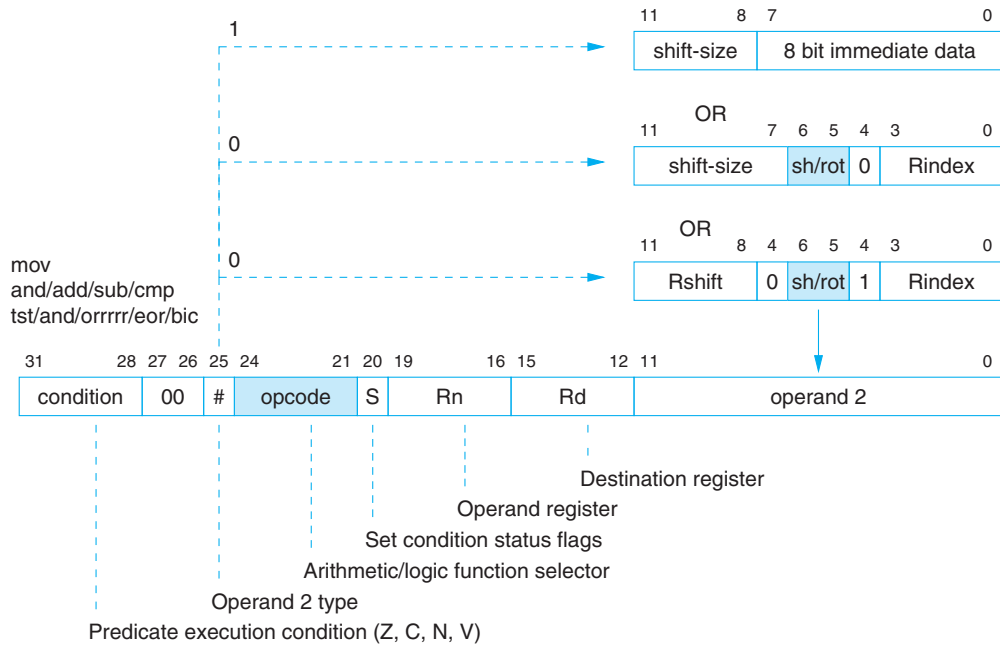 11 8 7 0
1
shift-size 8 bit immediate data
OR
11 7 6 5 4 3 0
0
shift-size sh/rot 0 Rindex
OR
11 8 4 6 5 4 3 0
0
Rshift 0 sh/rot 1 Rindex
mov
and/add/sub/cmp
tst/and/orrrrr/eor/bic
31 28 27 26 25 24 21 20 19 16 15 12 11 0
condition 00 # opcode S Rn Rd operand 2
Destination register
Operand register
Set condition status flags
Arithmetic/logic function selector
Operand 2 type
Predicate execution condition (Z, C, N, V)